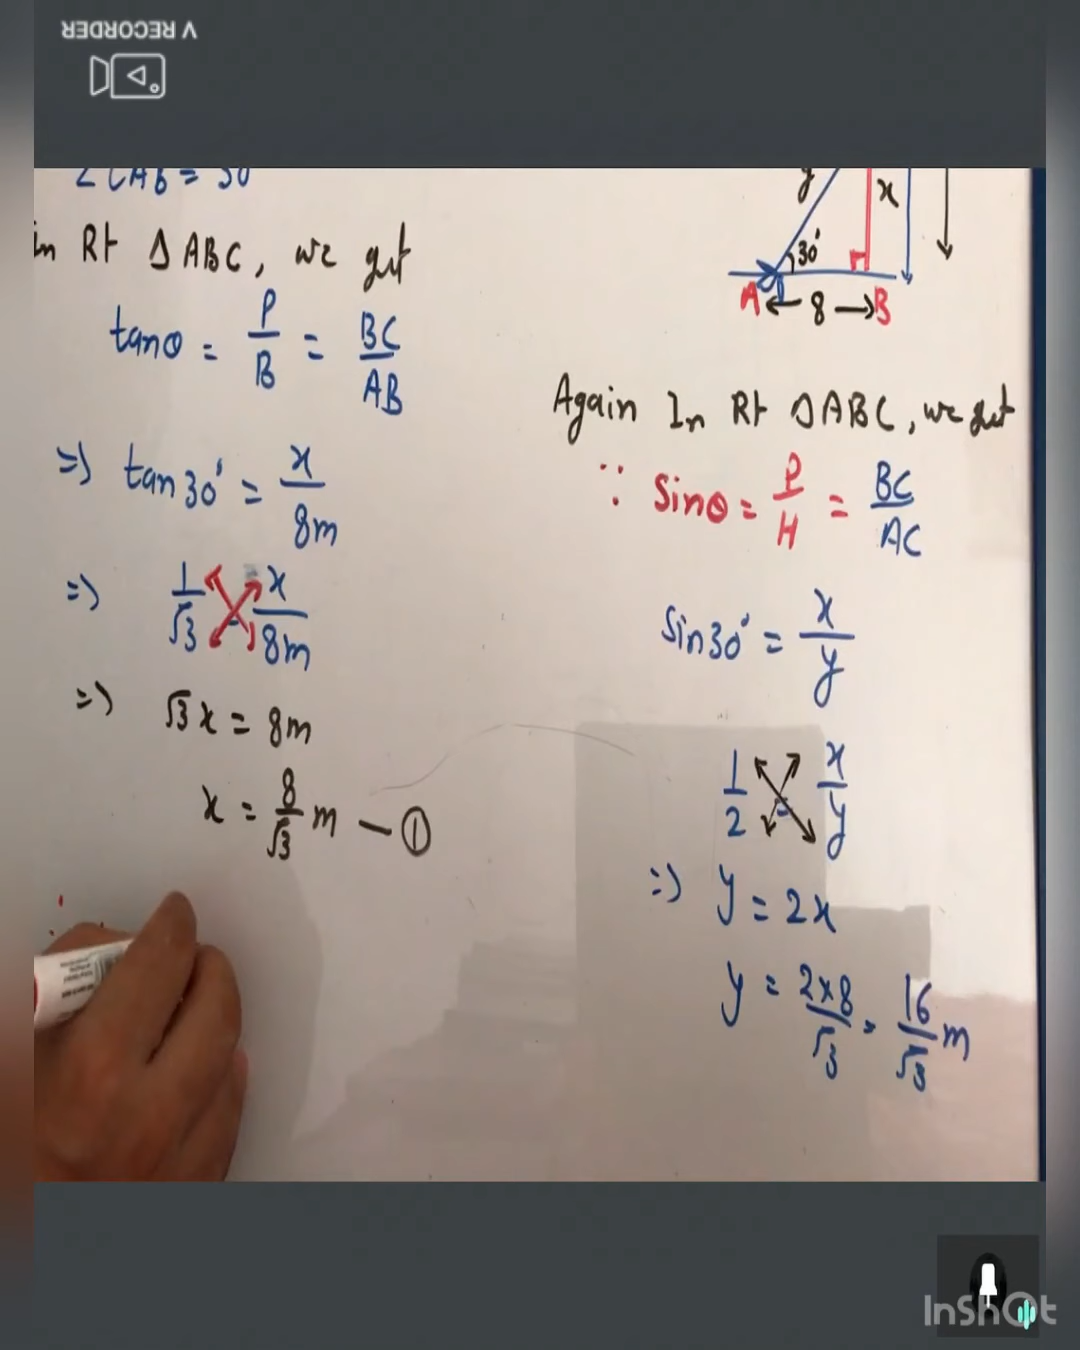 V RECORDER
∠CAB = 30
in Rt △ABC, we get
tanθ = P/B = BC/AB
=> tan30° = x/8m
=> 1/√3 = x/8m
=> √3x = 8m
x = 8/√3 m — ①
y x
30°
A ← 8 → B
Again In Rt △ABC, we get
∵ Sinθ = P/H = BC/AC
Sin30° = x/y
1/2 = x/y
=> y = 2x
y = 2×8/√3 = 16/√3 m
InShOt